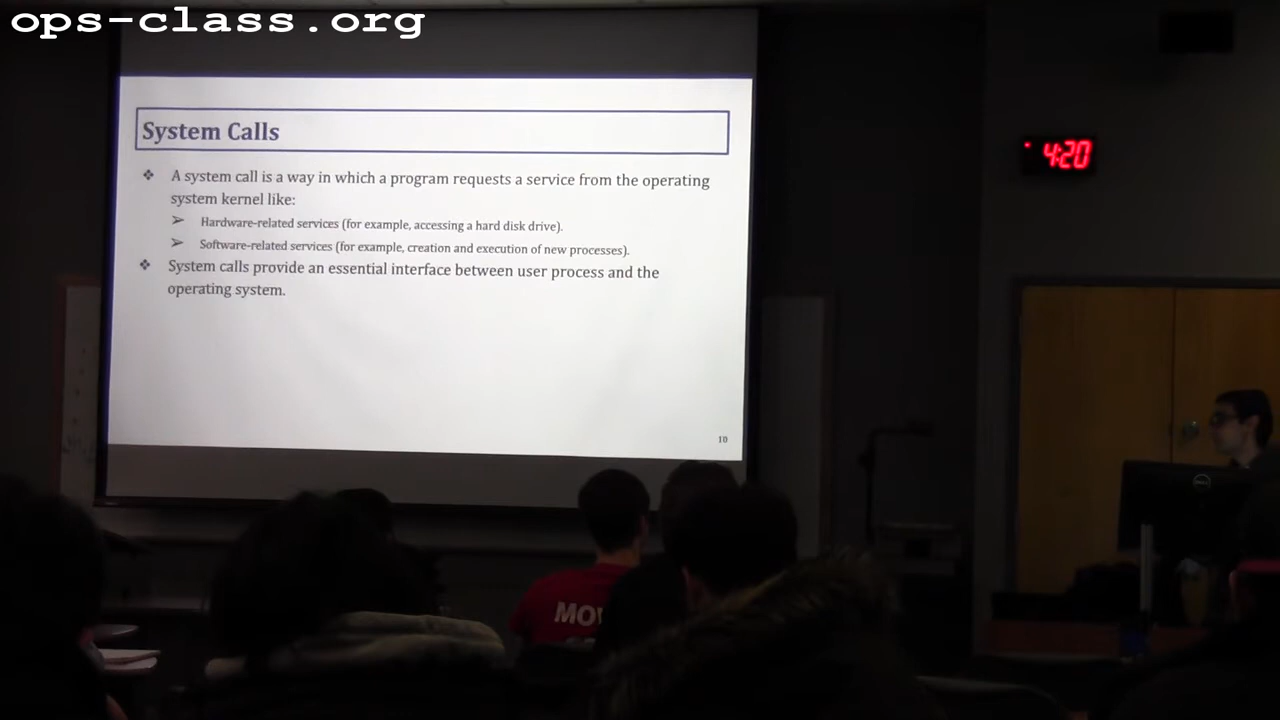 ops-class.org
System Calls
❖ A system call is a way in which a program requests a service from the operating
system kernel like:
➢ Hardware-related services (for example, accessing a hard disk drive).
➢ Software-related services (for example, creation and execution of new processes).
❖ System calls provide an essential interface between user process and the
operating system.
10
4:20
DELL